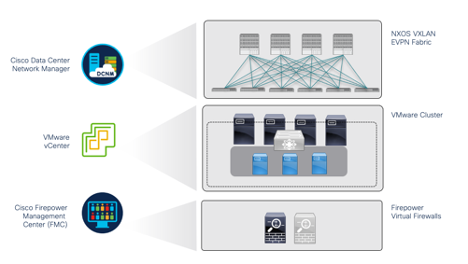 Cisco Data Center
Network Manager
DCNM
NXOS VXLAN
EVPN Fabric
VMware
vCenter
VMware Cluster
Cisco Firepower
Management
Center (FMC)
Firepower
Virtual Firewalls